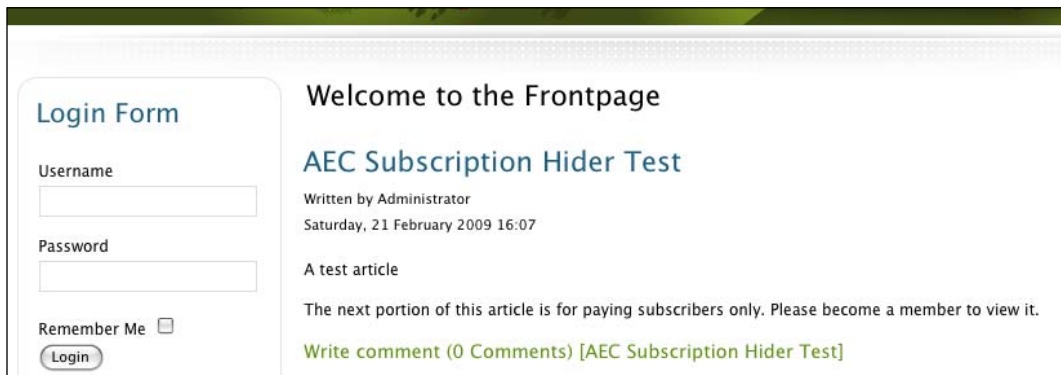 Login Form
Username
Password
Remember Me
Login
Welcome to the Frontpage
AEC Subscription Hider Test
Written by Administrator
Saturday, 21 February 2009 16:07
A test article
The next portion of this article is for paying subscribers only. Please become a member to view it.
Write comment (0 Comments) [AEC Subscription Hider Test]